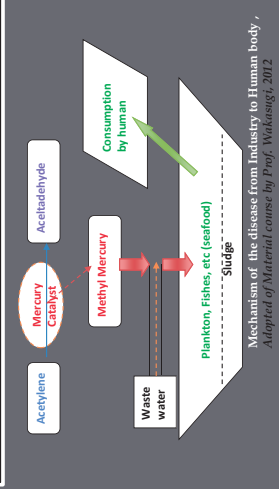 Acetylene
Mercury
Catalyst
Aceltadehyde
Methyl Mercury
Waste
water
Consumption
by human
Plankton, Fishes, etc (seafood)
Sludge
Mechanism of the disease from Industry to Human body ,
Adopted of Material course by Prof. Wakasugi, 2012